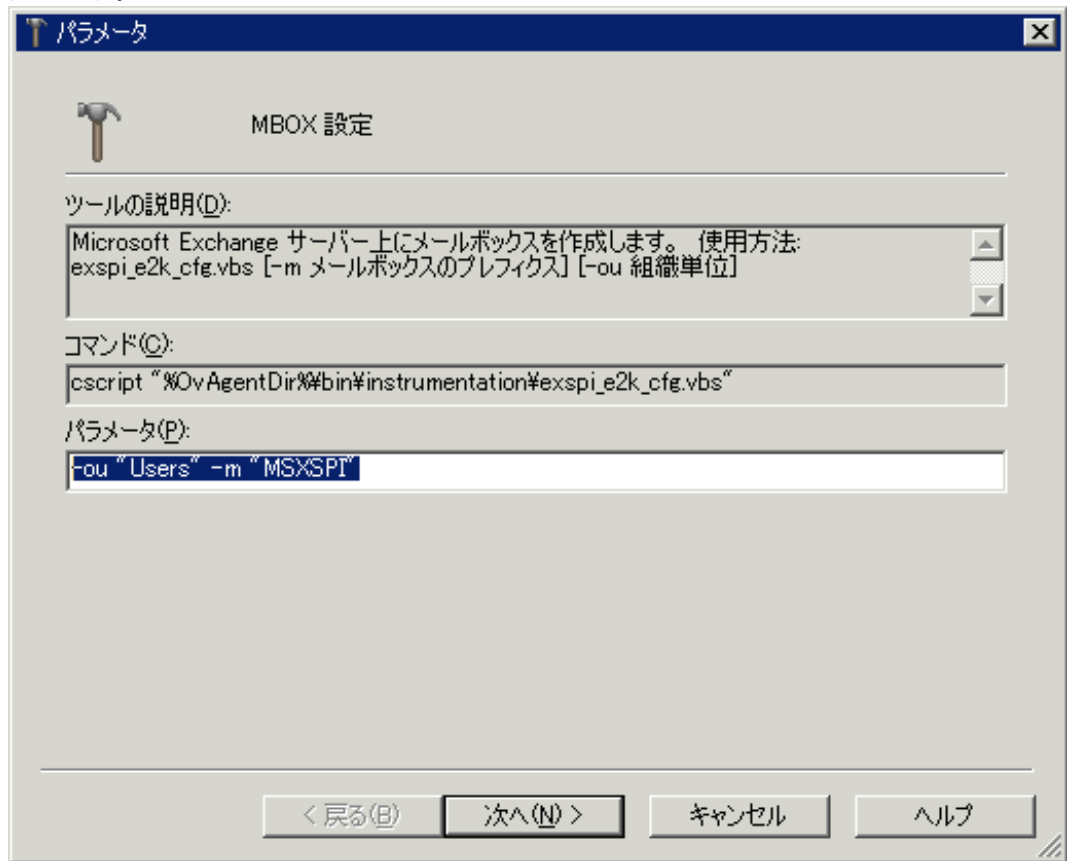 パラメータ
MBOX 設定
ツールの説明(D):
Microsoft Exchange サーバー上にメールボックスを作成します。 使用方法:
exspi_e2k_cfg.vbs [-m メールボックスのプレフィクス] [-ou 組織単位]
コマンド(C):
cscript "%OvAgentDir%¥bin¥instrumentation¥exspi_e2k_cfg.vbs"
パラメータ(P):
-ou "Users" -m "MSXSPI"
< 戻る(B) 次へ(N) > キャンセル ヘルプ